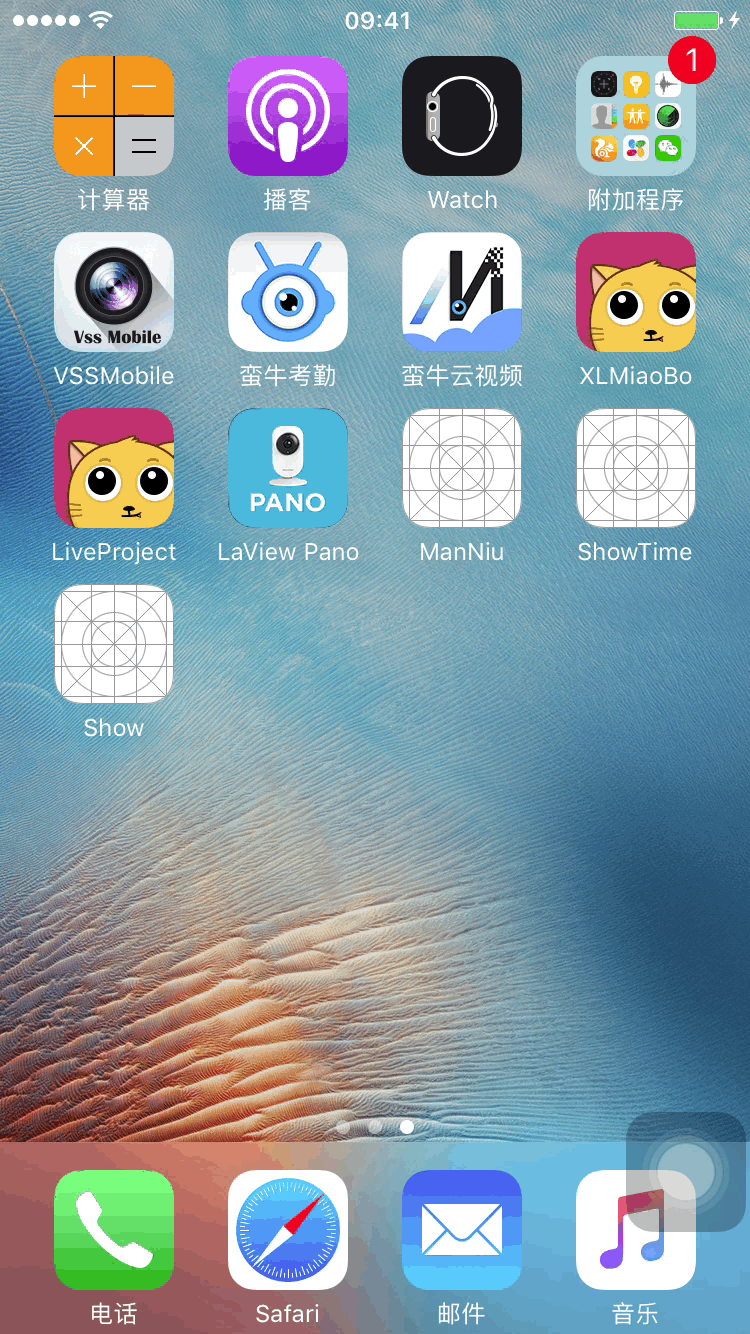 09:41
1
计算器
播客
Watch
附加程序
Vss Mobile
VSSMobile
蛮牛考勤
蛮牛云视频
XLMiaoBo
PANO
LiveProject
LaView Pano
ManNiu
ShowTime
Show
电话
Safari
邮件
音乐